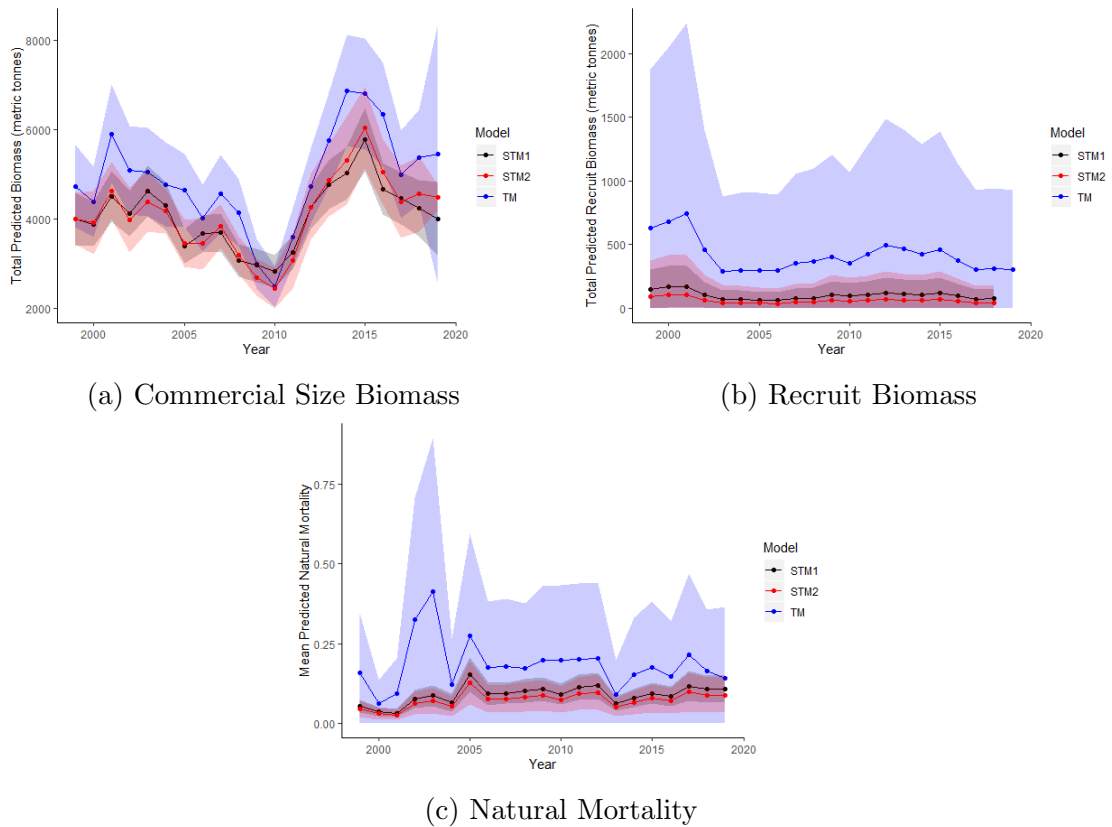 Total Predicted Biomass (metric tonnes)
8000
6000
4000
2000
2000
2005
2010
2015
2020
Year
Model
STM1
STM2
TM
(a) Commercial Size Biomass
Total Predicted Recruit Biomass (metric tonnes)
2000
1500
1000
500
0
2000
2005
2010
2015
2020
Year
Model
STM1
STM2
TM
(b) Recruit Biomass
Mean Predicted Natural Mortality
0.75
0.50
0.25
0.00
2000
2005
2010
2015
2020
Year
Model
STM1
STM2
TM
(c) Natural Mortality